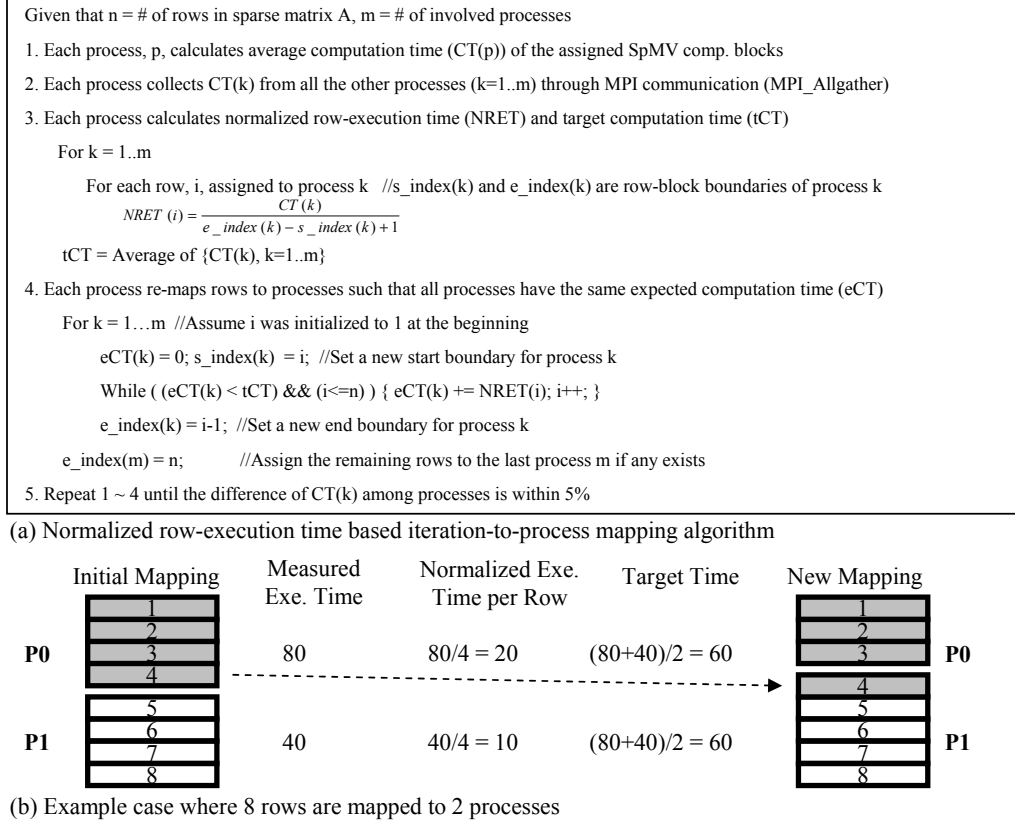 Given that n = # of rows in sparse matrix A, m = # of involved processes
1. Each process, p, calculates average computation time (CT(p)) of the assigned SpMV comp. blocks
2. Each process collects CT(k) from all the other processes (k=1..m) through MPI communication (MPI_Allgather)
3. Each process calculates normalized row-execution time (NRET) and target computation time (tCT)
For k = 1..m
For each row, i, assigned to process k //s_index(k) and e_index(k) are row-block boundaries of process k
NRET (i) = CT (k) / e _ index (k) − s _ index (k) + 1
tCT = Average of {CT(k), k=1..m}
4. Each process re-maps rows to processes such that all processes have the same expected computation time (eCT)
For k = 1…m //Assume i was initialized to 1 at the beginning
eCT(k) = 0; s_index(k) = i; //Set a new start boundary for process k
While ( (eCT(k) < tCT) && (i<=n) ) { eCT(k) += NRET(i); i++; }
e_index(k) = i-1; //Set a new end boundary for process k
e_index(m) = n; //Assign the remaining rows to the last process m if any exists
5. Repeat 1 ~ 4 until the difference of CT(k) among processes is within 5%
(a) Normalized row-execution time based iteration-to-process mapping algorithm
Initial Mapping Measured Exe. Time Normalized Exe. Time per Row Target Time New Mapping
1 1
2 2
P0 3 80 80/4 = 20 (80+40)/2 = 60 3 P0
4 4
5 5
6 6
P1 7 40 40/4 = 10 (80+40)/2 = 60 7 P1
8 8
(b) Example case where 8 rows are mapped to 2 processes